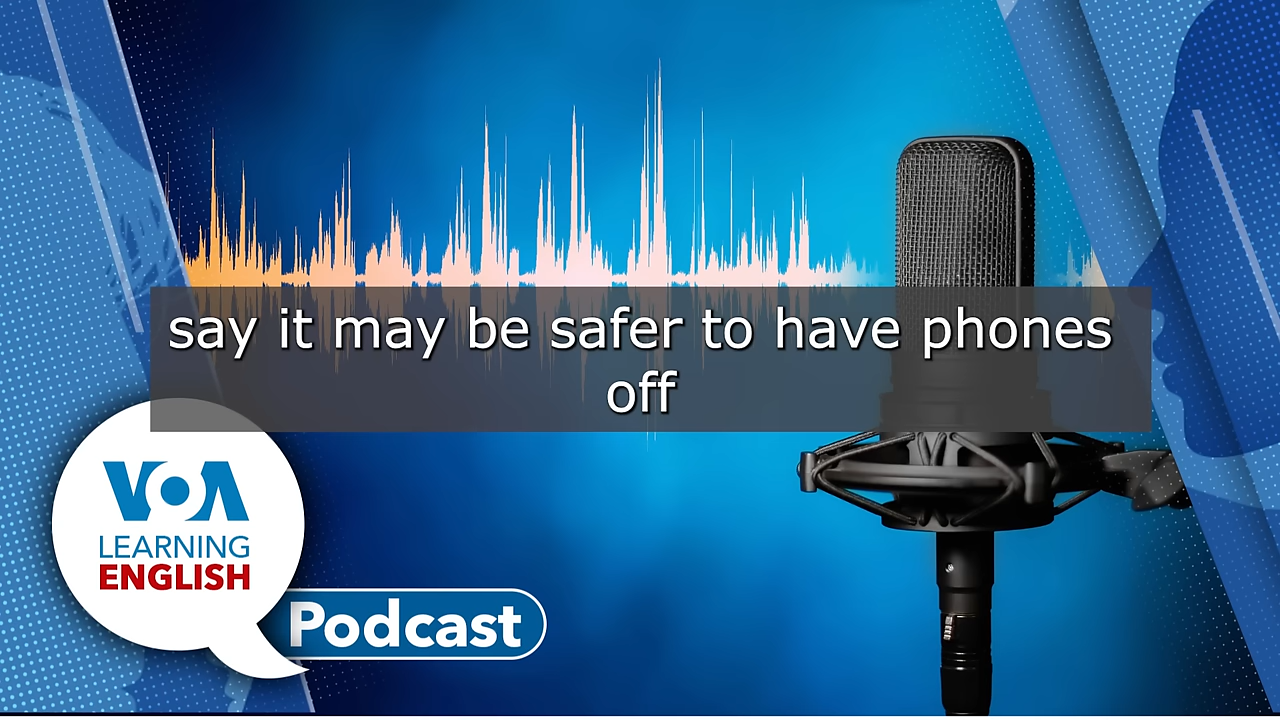 say it may be safer to have phones
off
VOA
LEARNING
ENGLISH
Podcast